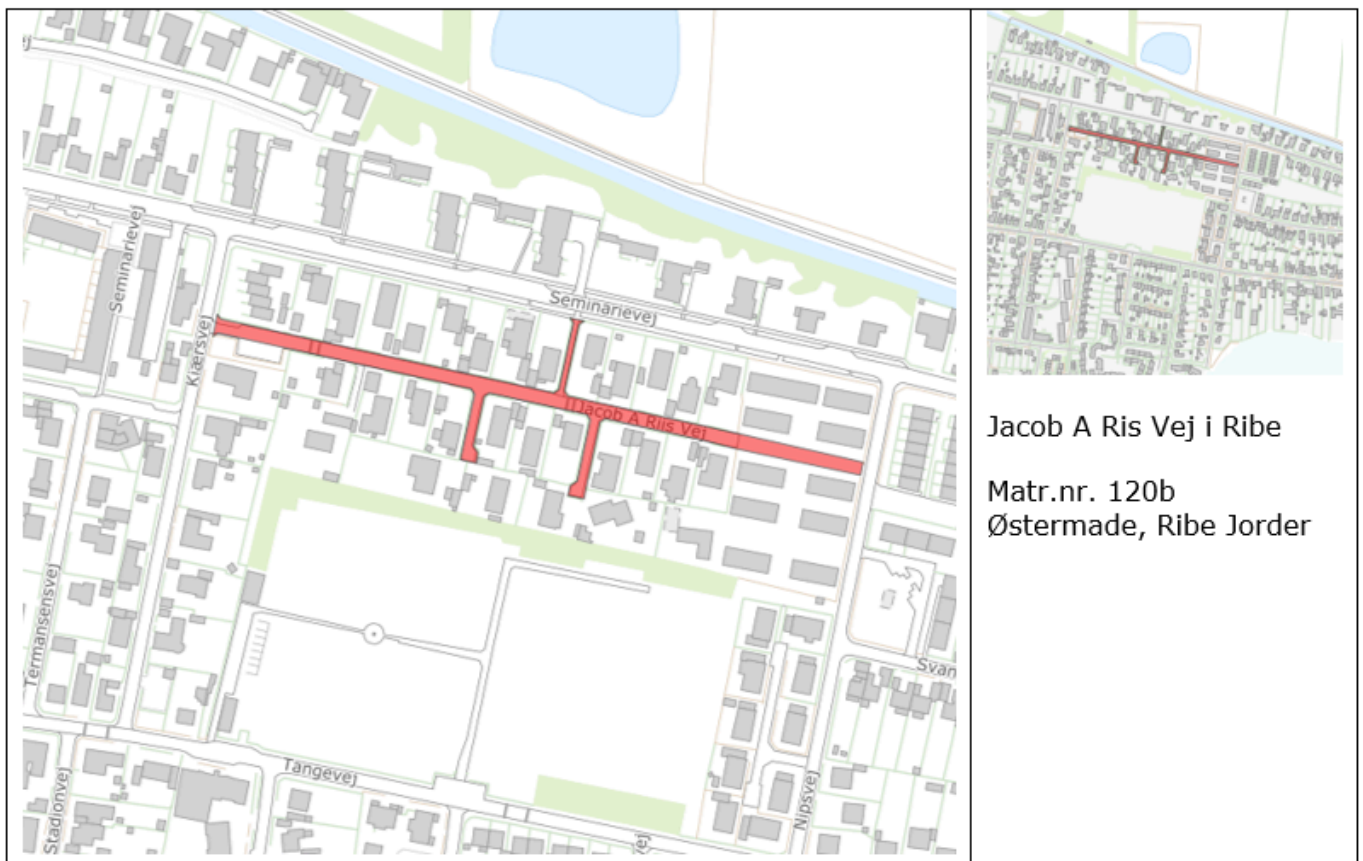 Seminarievej
Seminarievej
Kiærsvej
Jacob A Riis Vej
Termansensvej
Svan
Tangevej
Nipsvej
Stadionvej
vej
Jacob A Ris Vej i Ribe
Matr.nr. 120b
Østermade, Ribe Jorder